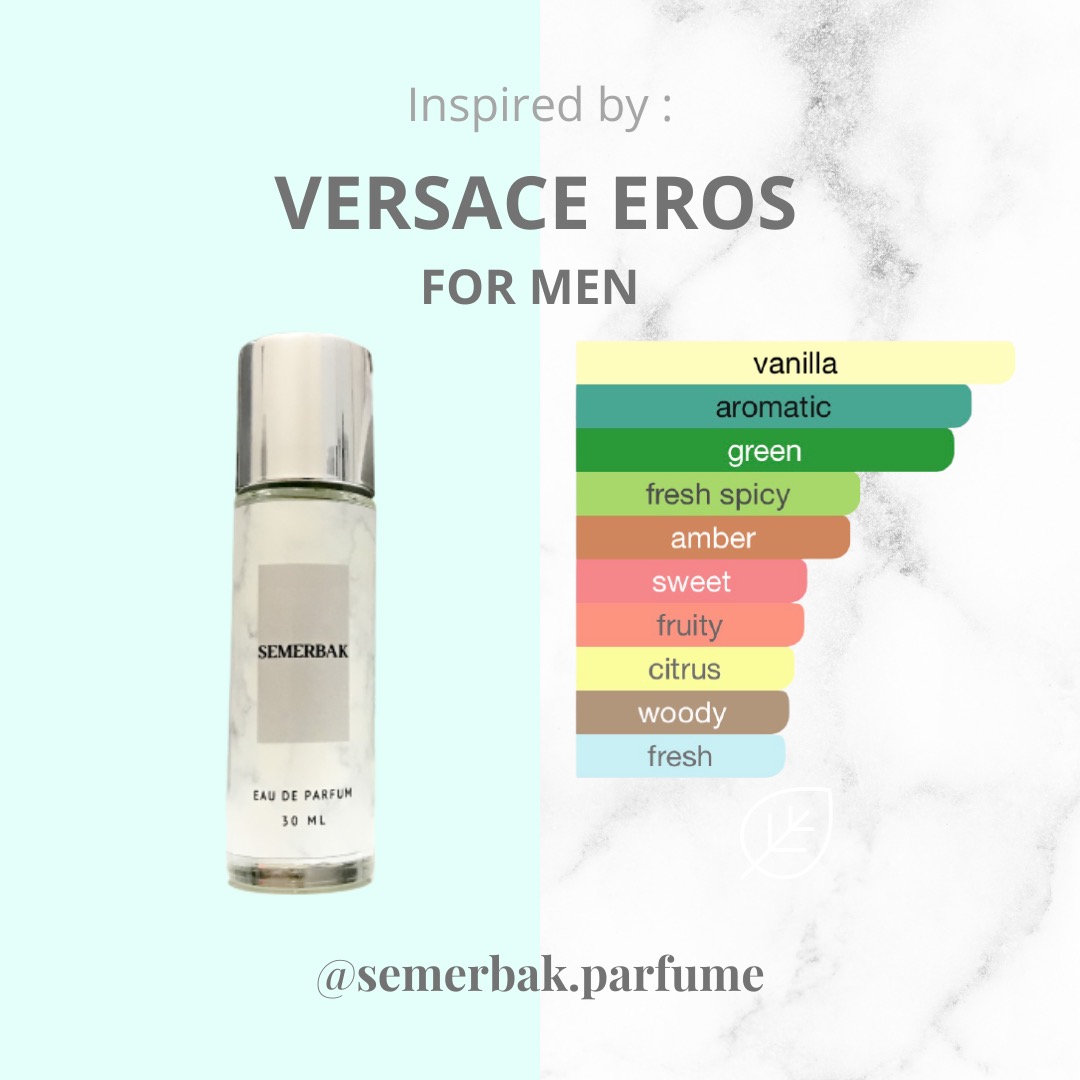 Inspired by :
VERSACE EROS
FOR MEN
vanilla
aromatic
green
fresh spicy
amber
sweet
fruity
citrus
woody
fresh
SEMERBAK
EAU DE PARFUM
30 ML
@semerbak.parfume